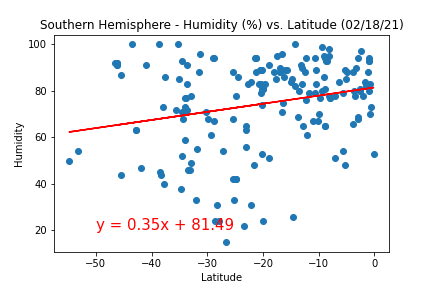 Southern Hemisphere - Humidity (%) vs. Latitude (02/18/21)
100
80
60
40
20
Humidity
y = 0.35x + 81.49
−50 −40 −30 −20 −10 0
Latitude